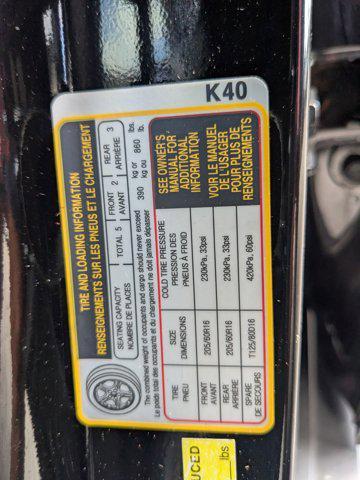 K40
TIRE AND LOADING INFORMATION
RENSEIGNEMENTS SUR LES PNEUS ET LE CHARGEMENT
SEATING CAPACITY
NOMBRE DE PLACES
TOTAL 5
FRONT
AVANT
2
REAR
ARRIÈRE
3
The combined weight of occupants and cargo should never exceed 390 kg or 860 lbs.
Le poids total des occupants et du chargement ne doit jamais dépasser 390 kg ou 860 lb.
TIRE
PNEU
SIZE
DIMENSIONS
COLD TIRE PRESSURE
PRESSION DES
PNEUS À FROID
FRONT
AVANT
205/60R16
230kPa, 33psi
REAR
ARRIÈRE
205/60R16
230kPa, 33psi
SPARE
DE SECOURS
T125/80D16
420kPa, 60psi
SEE OWNER'S
MANUAL FOR
ADDITIONAL
INFORMATION
VOIR LE MANUEL
DE L'USAGER
POUR PLUS DE
RENSEIGNEMENTS
UCED
lbs